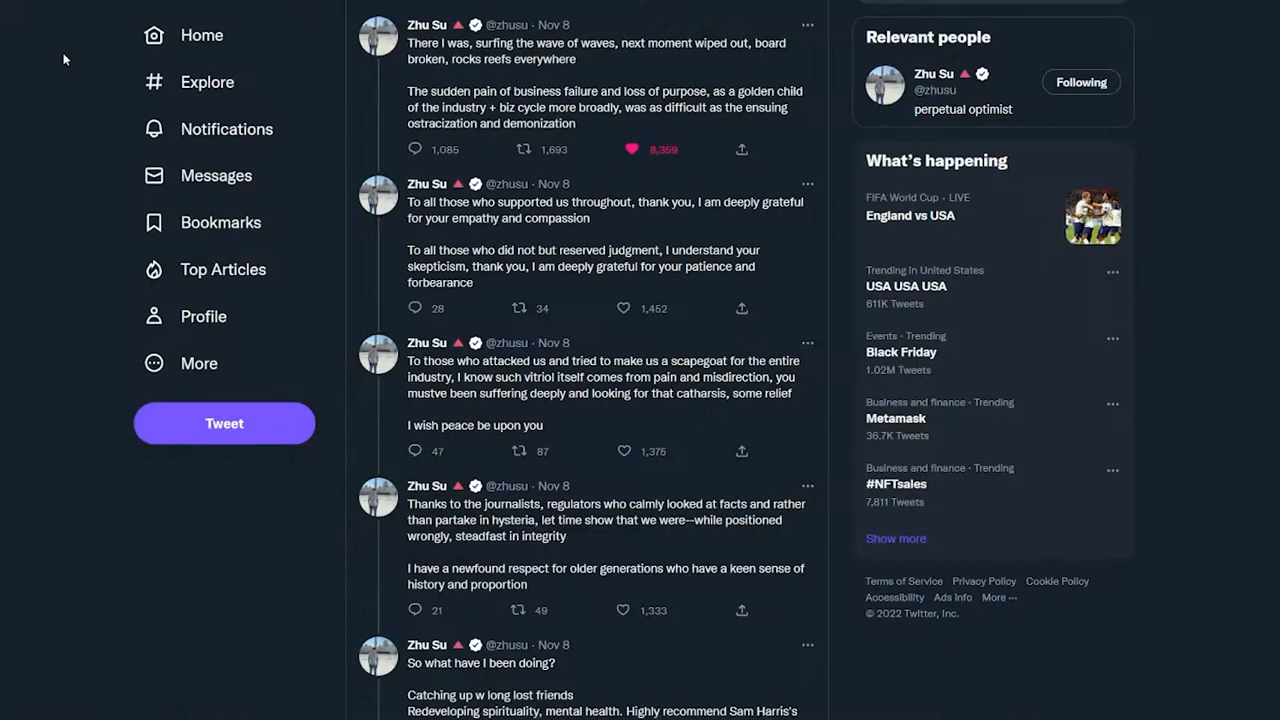 Home
Explore
Notifications
Messages
Bookmarks
Top Articles
Profile
More
Tweet
Zhu Su @zhusu · Nov 8
There I was, surfing the wave of waves, next moment wiped out, board
broken, rocks reefs everywhere
The sudden pain of business failure and loss of purpose, as a golden child
of the industry + biz cycle more broadly, was as difficult as the ensuing
ostracization and demonization
1,085 1,693 8,359
Zhu Su @zhusu · Nov 8
To all those who supported us throughout, thank you, I am deeply grateful
for your empathy and compassion
To all those who did not but reserved judgment, I understand your
skepticism, thank you, I am deeply grateful for your patience and
forbearance
28 34 1,452
Zhu Su @zhusu · Nov 8
To those who attacked us and tried to make us a scapegoat for the entire
industry, I know such vitriol itself comes from pain and misdirection, you
mustve been suffering deeply and looking for that catharsis, some relief
I wish peace be upon you
47 87 1,375
Zhu Su @zhusu · Nov 8
Thanks to the journalists, regulators who calmly looked at facts and rather
than partake in hysteria, let time show that we were--while positioned
wrongly, steadfast in integrity
I have a newfound respect for older generations who have a keen sense of
history and proportion
21 49 1,333
Zhu Su @zhusu · Nov 8
So what have I been doing?
Catching up w long lost friends
Redeveloping spirituality, mental health. Highly recommend Sam Harris's
Relevant people
Zhu Su
@zhusu
Following
perpetual optimist
What's happening
FIFA World Cup · LIVE
England vs USA
Trending in United States
USA USA USA
611K Tweets
Events · Trending
Black Friday
1.02M Tweets
Business and finance · Trending
Metamask
36.7K Tweets
Business and finance · Trending
#NFTsales
7,811 Tweets
Show more
Terms of Service Privacy Policy Cookie Policy
Accessibility Ads info More ···
© 2022 Twitter, Inc.